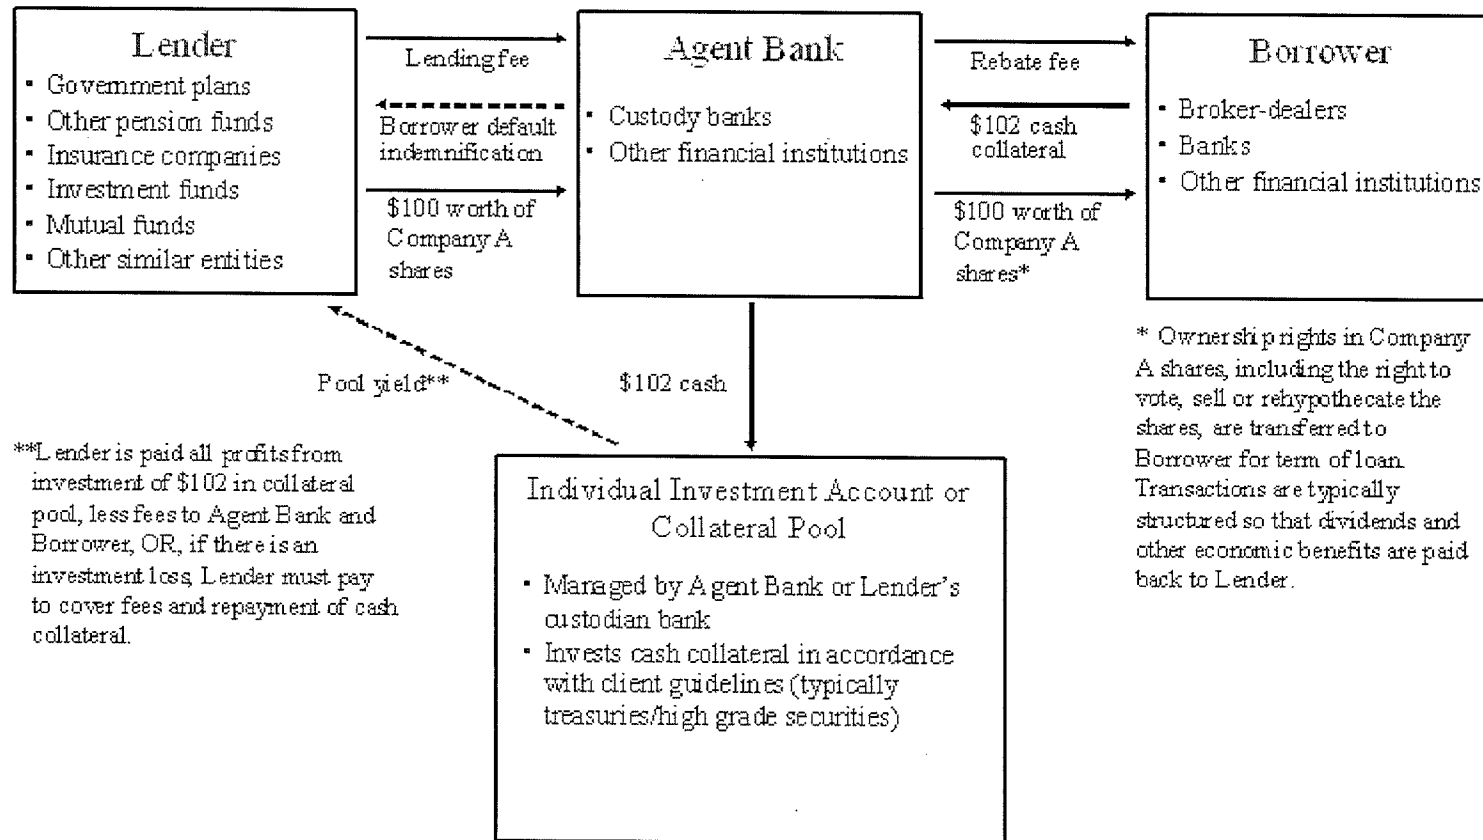 Lender
▪ Government plans
▪ Other pension funds
▪ Insurance companies
▪ Investment funds
▪ Mutual funds
▪ Other similar entities
Lending fee
Borrower default
indemnification
$100 worth of
Company A
shares
Agent Bank
▪ Custody banks
▪ Other financial institutions
Rebate fee
$102 cash
collateral
$100 worth of
Company A
shares*
Borrower
▪ Broker-dealers
▪ Banks
▪ Other financial institutions
Pool yield**
$102 cash
* Ownership rights in Company
A shares, including the right to
vote, sell or rehypothecate the
shares, are transferred to
Borrower for term of loan.
Transactions are typically
structured so that dividends and
other economic benefits are paid
back to Lender.
**Lender is paid all profits from
investment of $102 in collateral
pool, less fees to Agent Bank and
Borrower, OR, if there is an
investment loss, Lender must pay
to cover fees and repayment of cash
collateral.
Individual Investment Account or
Collateral Pool
▪ Managed by Agent Bank or Lender's
custodian bank
▪ Invests cash collateral in accordance
with client guidelines (typically
treasuries/high grade securities)